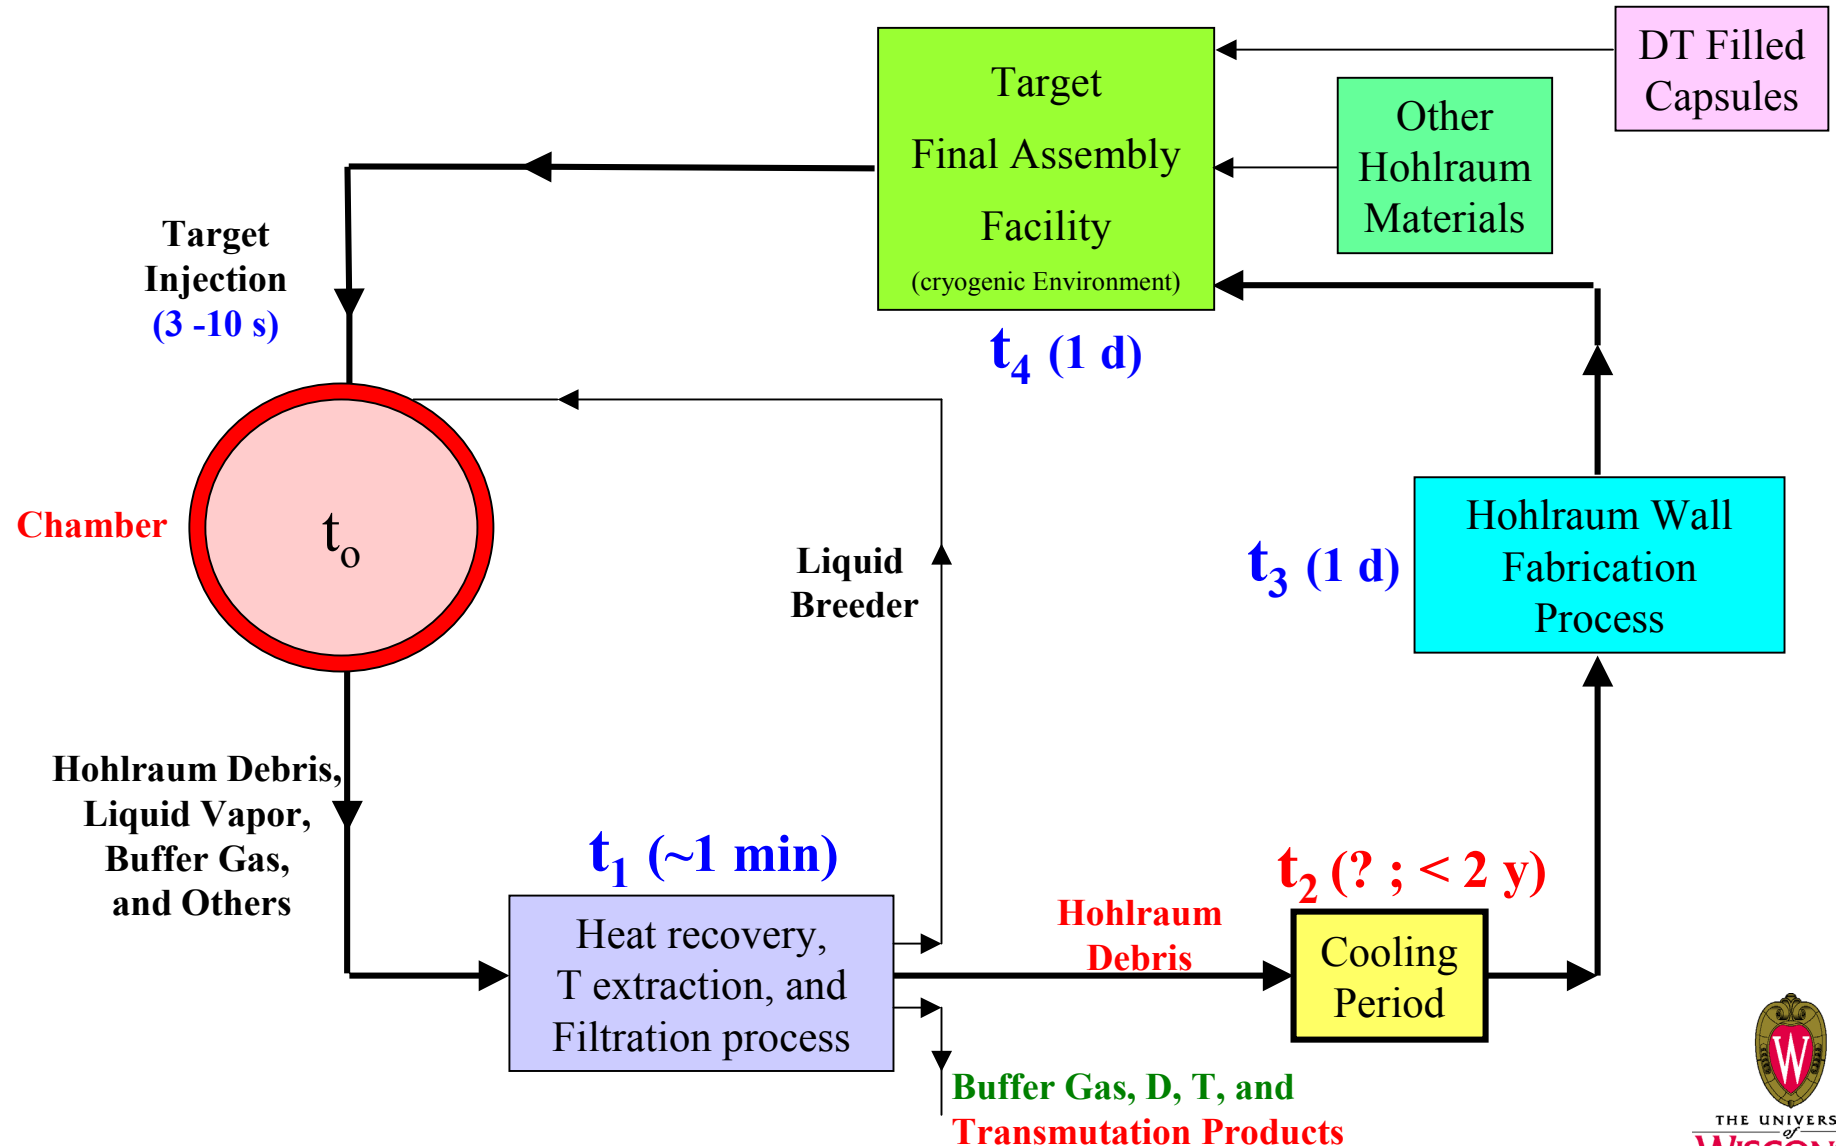 DT Filled
Capsules
Target
Final Assembly
Facility
(cryogenic Environment)
Other
Hohlraum
Materials
Target
Injection
(3 -10 s)
t4 (1 d)
Chamber
to
Liquid
Breeder
t3 (1 d)
Hohlraum Wall
Fabrication
Process
Hohlraum Debris,
Liquid Vapor,
Buffer Gas,
and Others
t1 (~1 min)
Heat recovery,
T extraction, and
Filtration process
Hohlraum
Debris
t2 (? ; < 2 y)
Cooling
Period
Buffer Gas, D, T, and
Transmutation Products
W
THE UNIVERS
of
WISCON